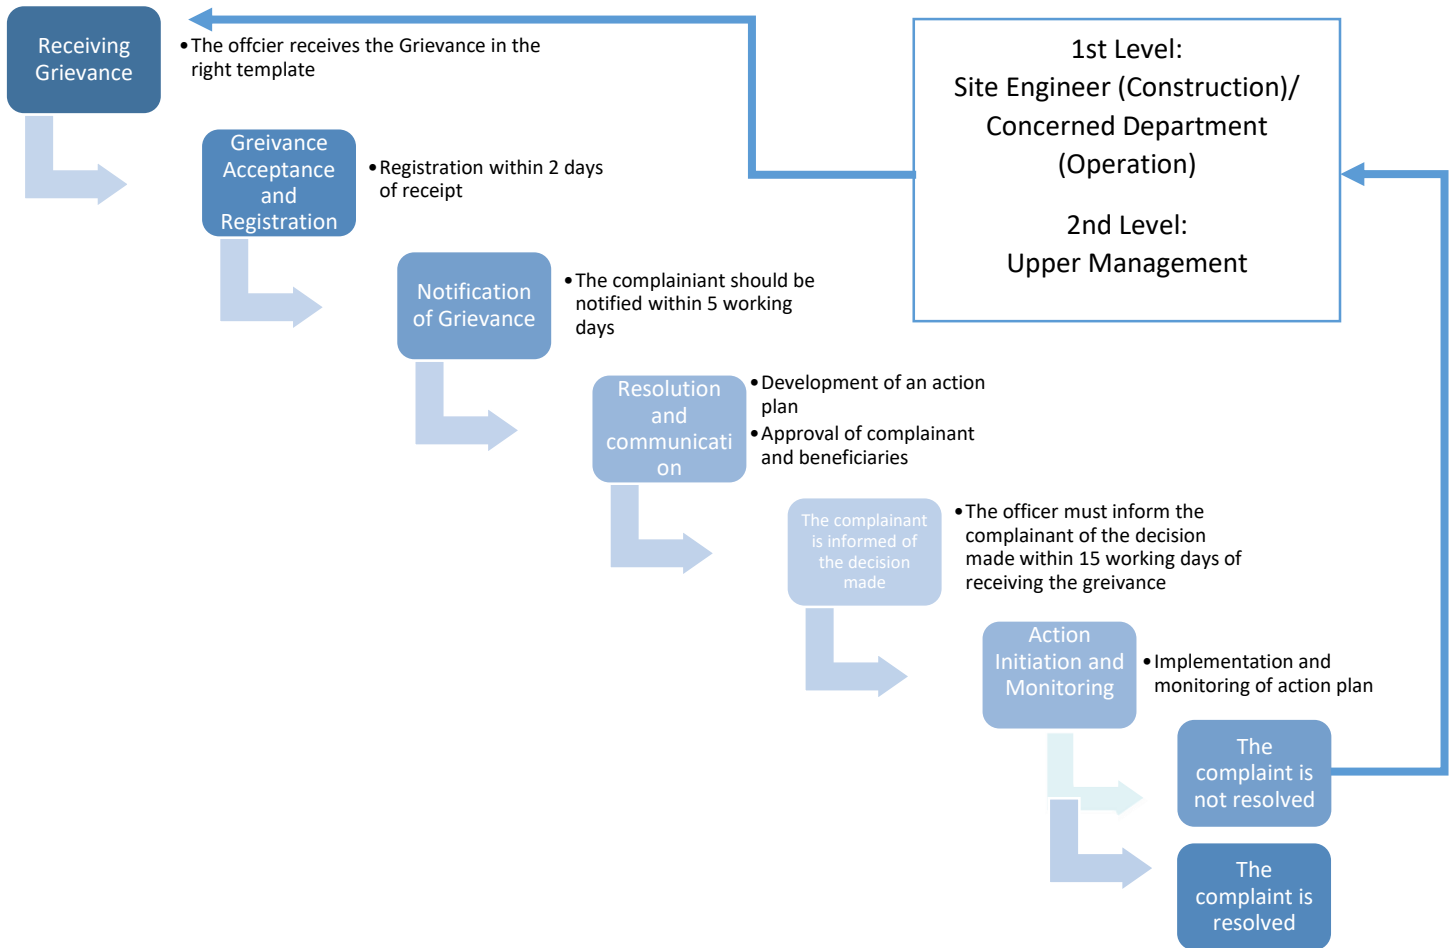 Receiving
Grievance
•The offcier receives the Grievance in the
right template
1st Level:
Site Engineer (Construction)/
Concerned Department
(Operation)
2nd Level:
Upper Management
Greivance
Acceptance
and
Registration
•Registration within 2 days
of receipt
Notification
of Grievance
•The complainiant should be
notified within 5 working
days
Resolution
and
communicati
on
•Development of an action
plan
•Approval of complainant
and beneficiaries
The complainant
is informed of
the decision
made
•The officer must inform the
complainant of the decision
made within 15 working days of
receiving the greivance
Action
Initiation and
Monitoring
•Implementation and
monitoring of action plan
The
complaint is
not resolved
The
complaint is
resolved